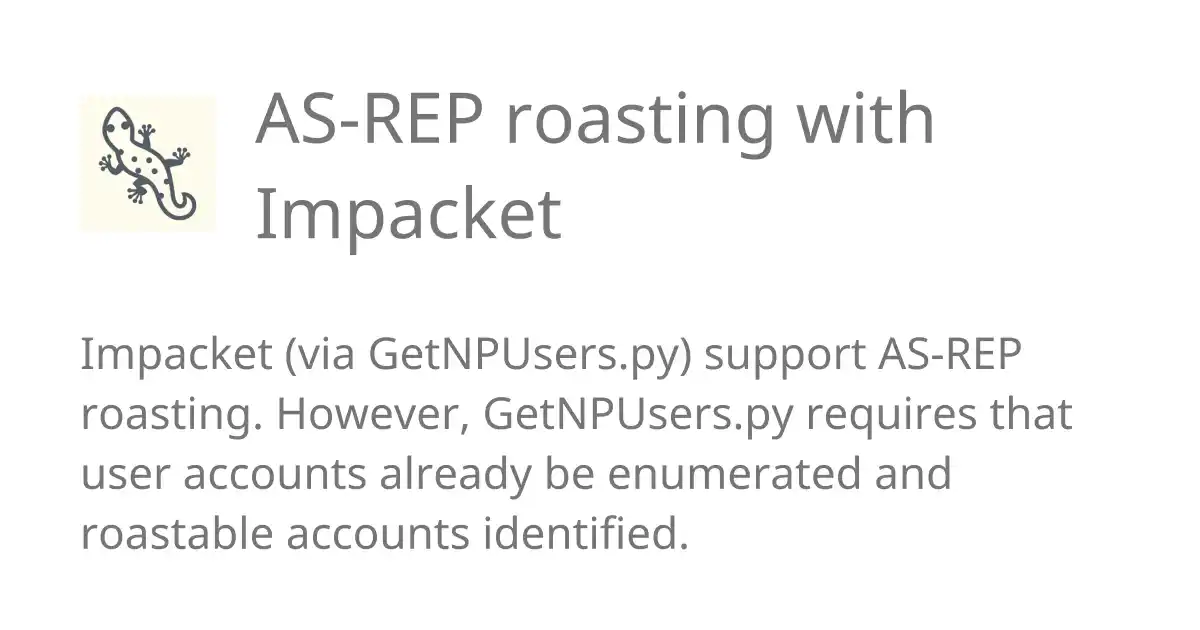 AS-REP roasting with
Impacket
Impacket (via GetNPUsers.py) support AS-REP
roasting. However, GetNPUsers.py requires that
user accounts already be enumerated and
roastable accounts identified.